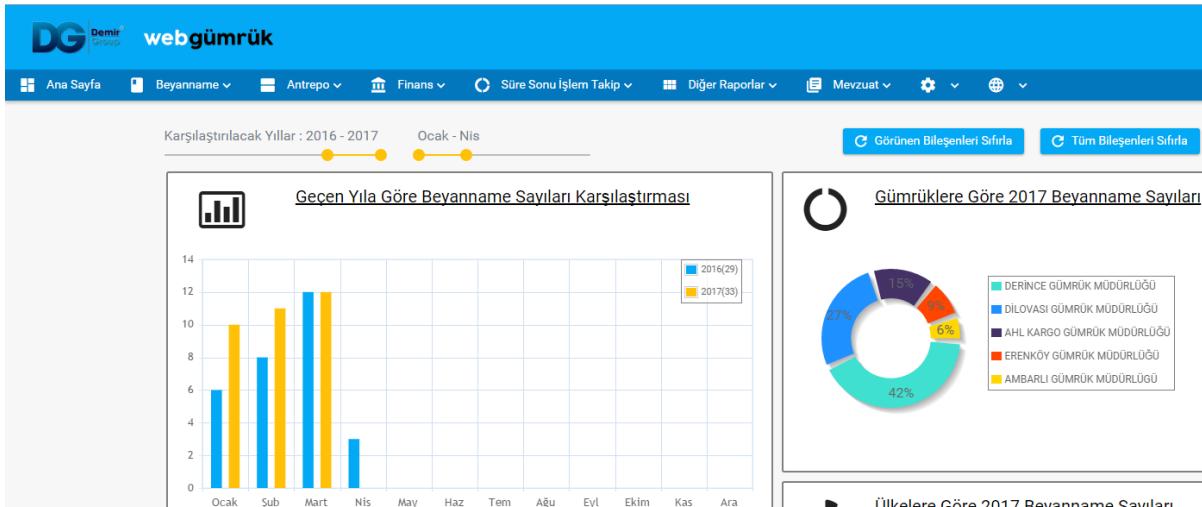 DG Demir Group webgümrük
Ana Sayfa Beyanname Antrepo Finans Süre Sonu İşlem Takip Diğer Raporlar Mevzuat
Karşılaştırılacak Yıllar : 2016 - 2017 Ocak - Nis Görünen Bileşenleri Sıfırla Tüm Bileşenleri Sıfırla
Geçen Yıla Göre Beyanname Sayıları Karşılaştırması
14
12
10
8
6
4
2
0
2016(29)
2017(33)
Ocak Şub Mart Nis May Haz Tem Ağu Eyl Ekim Kas Ara
Gümrüklere Göre 2017 Beyanname Sayıları
15%
9%
6%
27%
42%
DERİNCE GÜMRÜK MÜDÜRLÜĞÜ
DİLOVASI GÜMRÜK MÜDÜRLÜĞÜ
AHL KARGO GÜMRÜK MÜDÜRLÜĞÜ
ERENKÖY GÜMRÜK MÜDÜRLÜĞÜ
AMBARLI GÜMRÜK MÜDÜRLÜGÜ
Ülkelere Göre 2017 Beyanname Sayıları